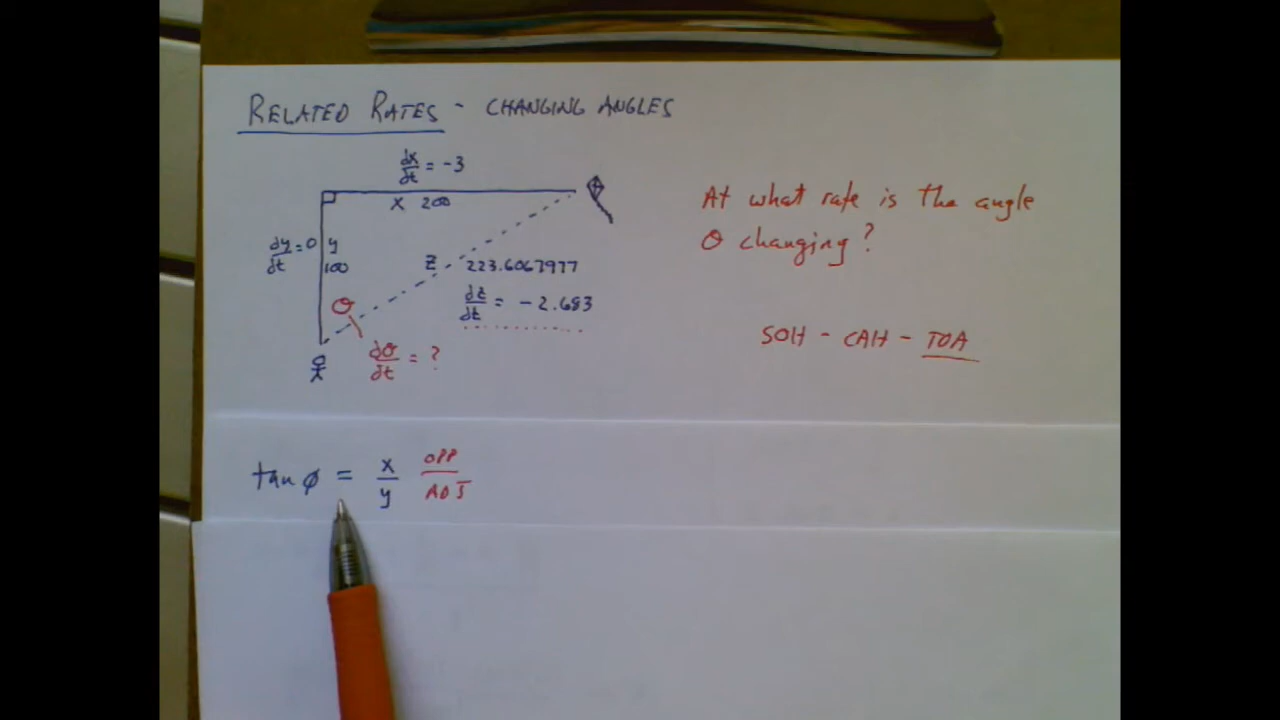 RELATED RATES - CHANGING ANGLES
dx/dt = -3
x 200
At what rate is the angle
θ changing?
dy/dt = 0 y
100
z 223.6067977
dz/dt = -2.683
θ
dθ/dt = ?
SOH - CAH - TOA
tan ϕ = x/y OPP/ADJ